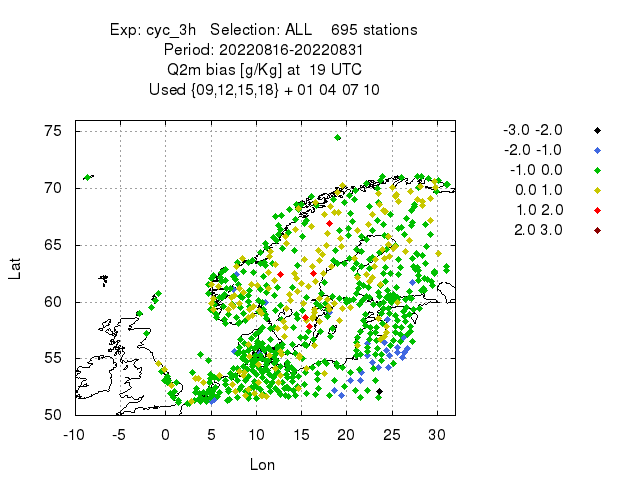 Exp: cyc_3h   Selection: ALL    695 stations
Period: 20220816-20220831
Q2m bias [g/Kg] at  19 UTC
Used {09,12,15,18} + 01 04 07 10
-3.0 -2.0
-2.0 -1.0
-1.0 0.0
0.0 1.0
1.0 2.0
2.0 3.0
75
70
65
60
55
50
Lat
-10 -5 0 5 10 15 20 25 30
Lon